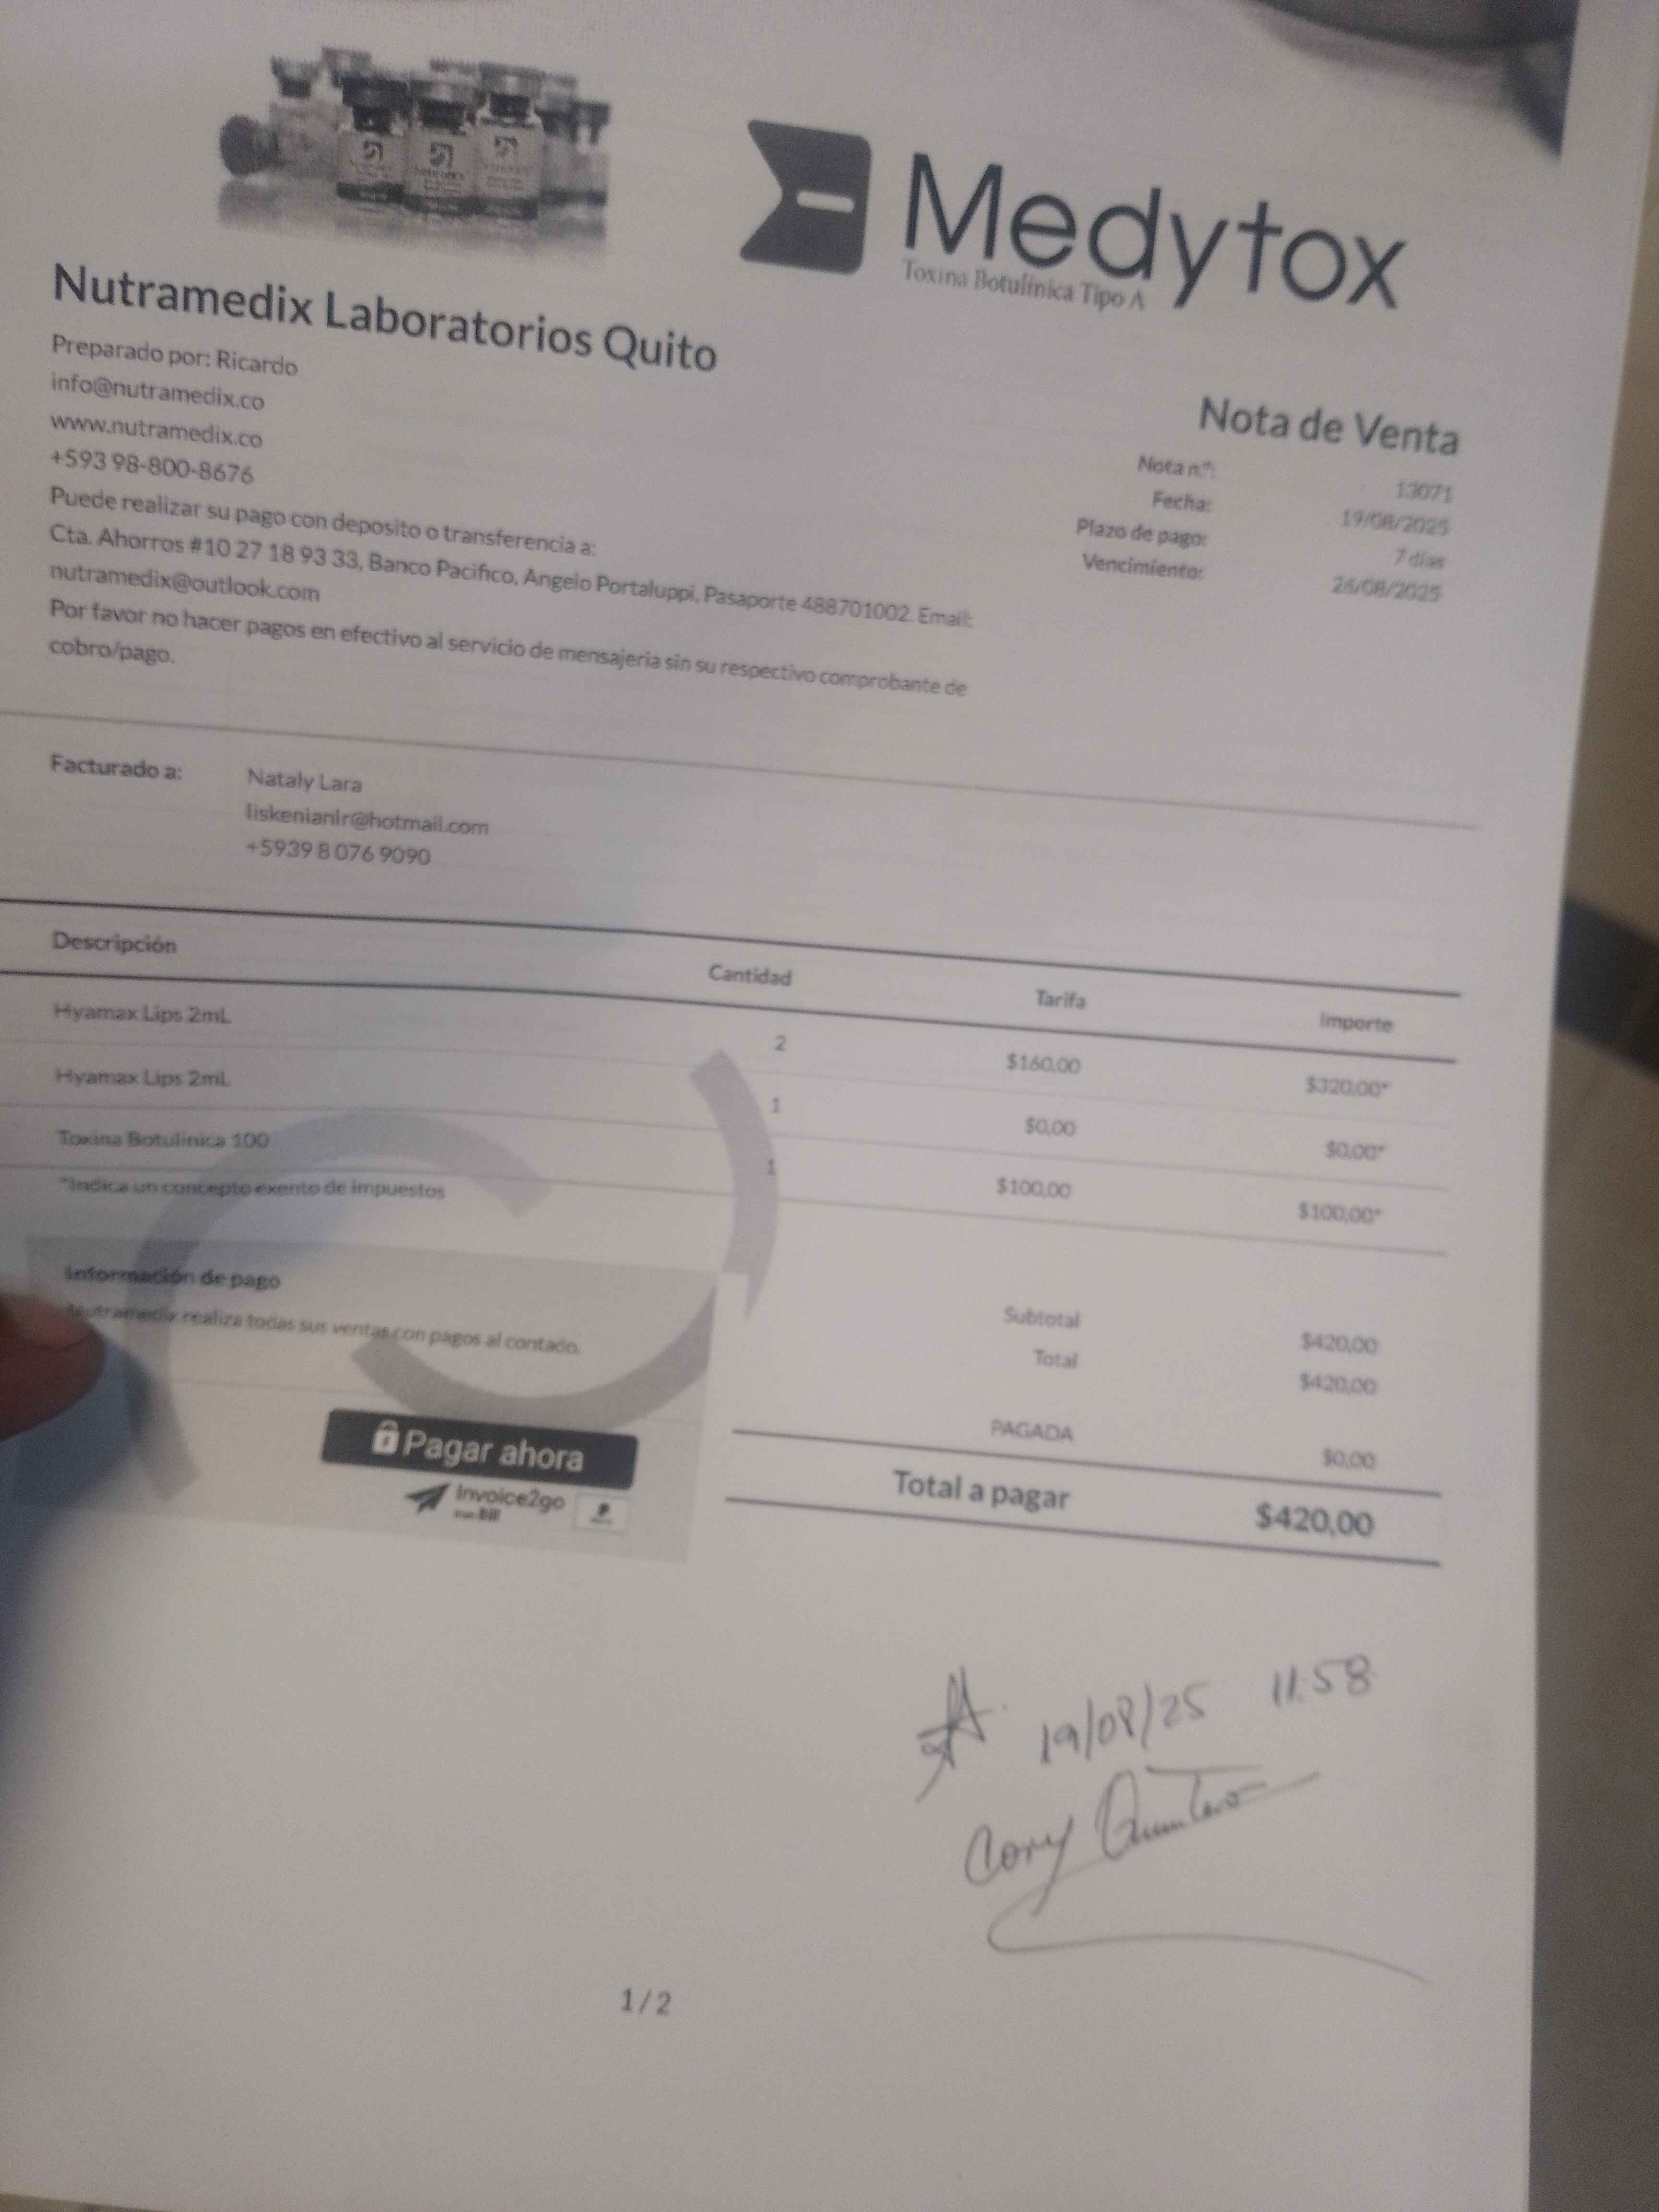 Medytox
Toxina Botulínica Tipo A
Nutramedix Laboratorios Quito
Preparado por: Ricardo
info@nutramedix.co
www.nutramedix.co
+593 98-800-8676
Puede realizar su pago con deposito o transferencia a:
Cta. Ahorros #10 27 18 93 33, Banco Pacifico, Angelo Portaluppi, Pasaporte 488701002. Email:
nutramedix@outlook.com
Por favor no hacer pagos en efectivo al servicio de mensajeria sin su respectivo comprobante de
cobro/pago.
Nota de Venta
Nota n.º: 13071
Fecha: 19/08/2025
Plazo de pago: 7 días
Vencimiento: 26/08/2025
Facturado a: Nataly Lara
liskenianlr@hotmail.com
+5939 8 076 9090
Descripción Cantidad Tarifa Importe
Hyamax Lips 2mL 2 $160,00 $320,00*
Hyamax Lips 2mL 1 $0,00 $0,00*
Toxina Botulinica 100 1 $100,00 $100,00*
*Indica un concepto exento de impuestos
Información de pago
Nutramedix realiza todas sus ventas con pagos al contado.
Pagar ahora
Invoice2go
bill
Subtotal $420,00
Total $420,00
PAGADA $0,00
Total a pagar $420,00
19/08/25 11:58
Cory Quintero
1 / 2